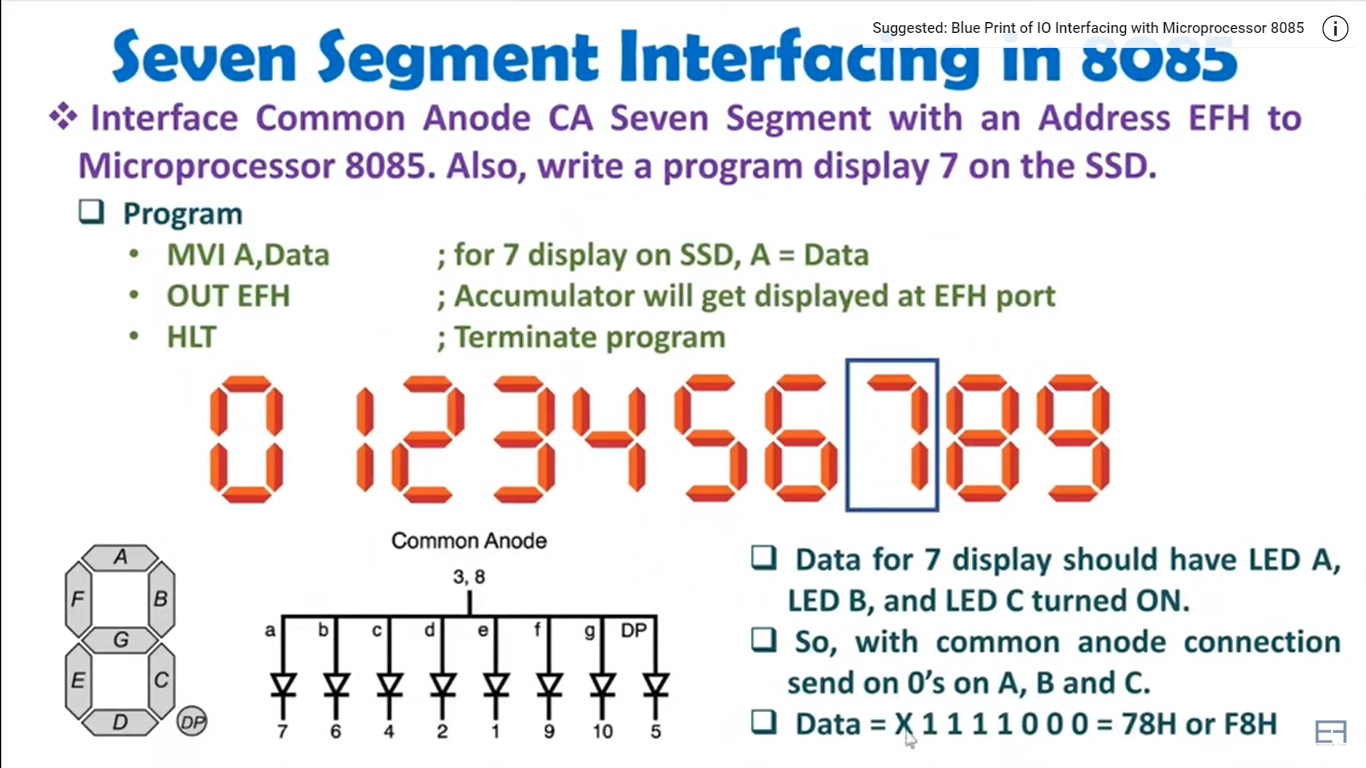 Suggested: Blue Print of IO Interfacing with Microprocessor 8085
Seven Segment Interfacing in 8085
❖ Interface Common Anode CA Seven Segment with an Address EFH to
Microprocessor 8085. Also, write a program display 7 on the SSD.
❑ Program
• MVI A,Data ; for 7 display on SSD, A = Data
• OUT EFH ; Accumulator will get displayed at EFH port
• HLT ; Terminate program
0 1 2 3 4 5 6 7 8 9
A
F B
G
E C
D DP
Common Anode
3, 8
a b c d e f g DP
7 6 4 2 1 9 10 5
❑ Data for 7 display should have LED A,
LED B, and LED C turned ON.
❑ So, with common anode connection
send on 0's on A, B and C.
❑ Data = X 1 1 1 1 0 0 0 = 78H or F8H
EF